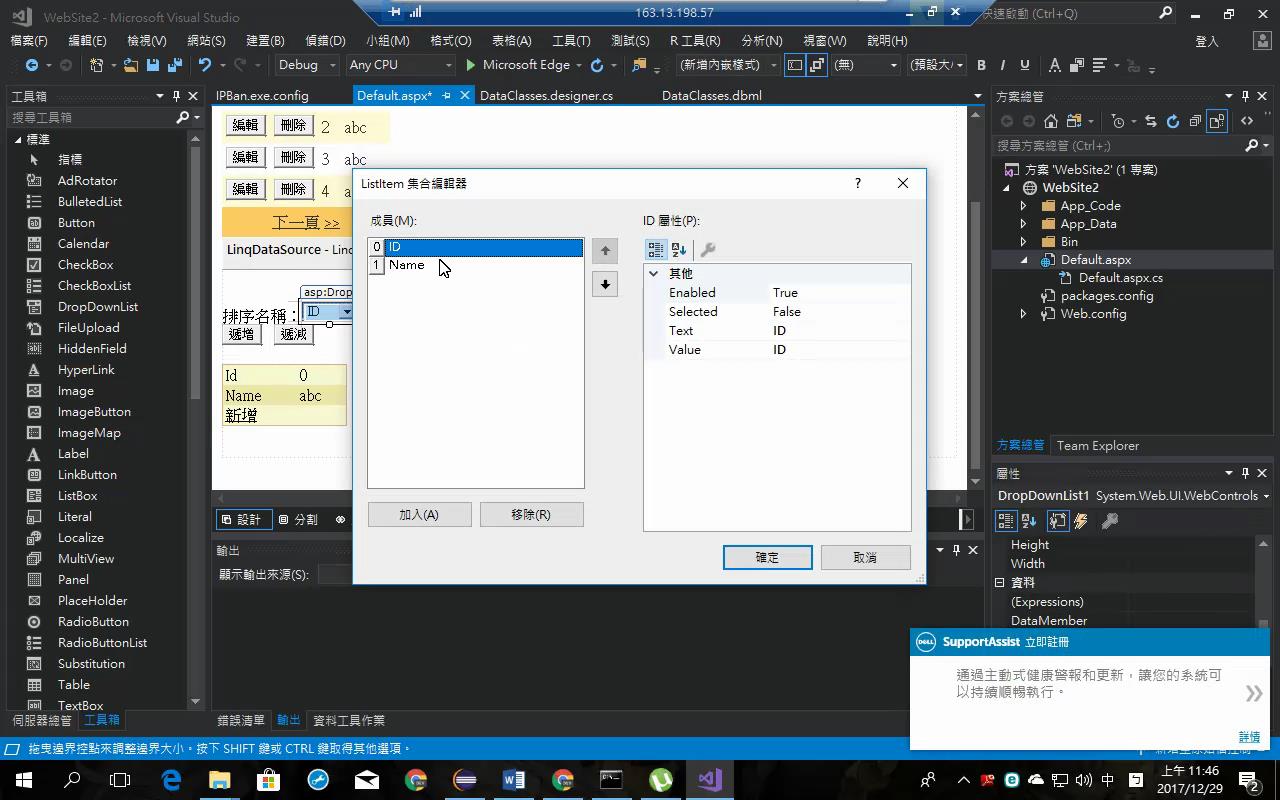 WebSite2 - Microsoft Visual Studio
163.13.198.57
快速啟動 (Ctrl+Q)
檔案(F) 編輯(E) 檢視(V) 網站(S) 建置(B) 偵錯(D) 小組(M) 格式(O) 表格(A) 工具(T) 測試(S) R 工具(R) 分析(N) 視窗(W) 說明(H) 登入
Debug Any CPU Microsoft Edge (新增內嵌樣式) (無) (預設大 B I U
工具箱
搜尋工具箱
標準
指標
AdRotator
BulletedList
Button
Calendar
CheckBox
CheckBoxList
DropDownList
FileUpload
HiddenField
HyperLink
Image
ImageButton
ImageMap
Label
LinkButton
ListBox
Literal
Localize
MultiView
Panel
PlaceHolder
RadioButton
RadioButtonList
Substitution
Table
TextBox
伺服器總管 工具箱
IPBan.exe.config Default.aspx* DataClasses.designer.cs DataClasses.dbml
編輯 刪除 2 abc
編輯 刪除 3 abc
編輯 刪除 4 a
下一頁 >>
LinqDataSource - Linc
asp:Drop
排序名稱： ID
遞增 遞減
Id 0
Name abc
新增
設計 分割
輸出
顯示輸出來源(S):
錯誤清單 輸出 資料工具作業
ListItem 集合編輯器 ?
成員(M):
0 ID
1 Name
加入(A) 移除(R)
ID 屬性(P):
其他
Enabled True
Selected False
Text ID
Value ID
確定 取消
方案總管
搜尋方案總管 (Ctrl+;)
方案 'WebSite2' (1 專案)
WebSite2
App_Code
App_Data
Bin
Default.aspx
Default.aspx.cs
packages.config
Web.config
方案總管 Team Explorer
屬性
DropDownList1 System.Web.UI.WebControls
Height
Width
資料
(Expressions)
DataMember
DELL SupportAssist 立即註冊
通過主動式健康警報和更新，讓您的系統可
以持續順暢執行。
詳情
拖曳邊界控點來調整邊界大小。按下 SHIFT 鍵或 CTRL 鍵取得其他選項。
中 上午 11:46
2017/12/29
2